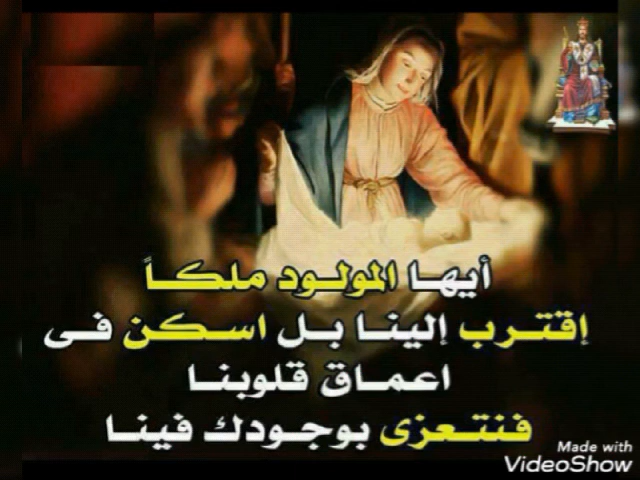 أيها المولود ملكاً
إقترب إلينا بل اسكن فى
اعماق قلوبنا
فنتعزى بوجودك فينا
Made with
VideoShow